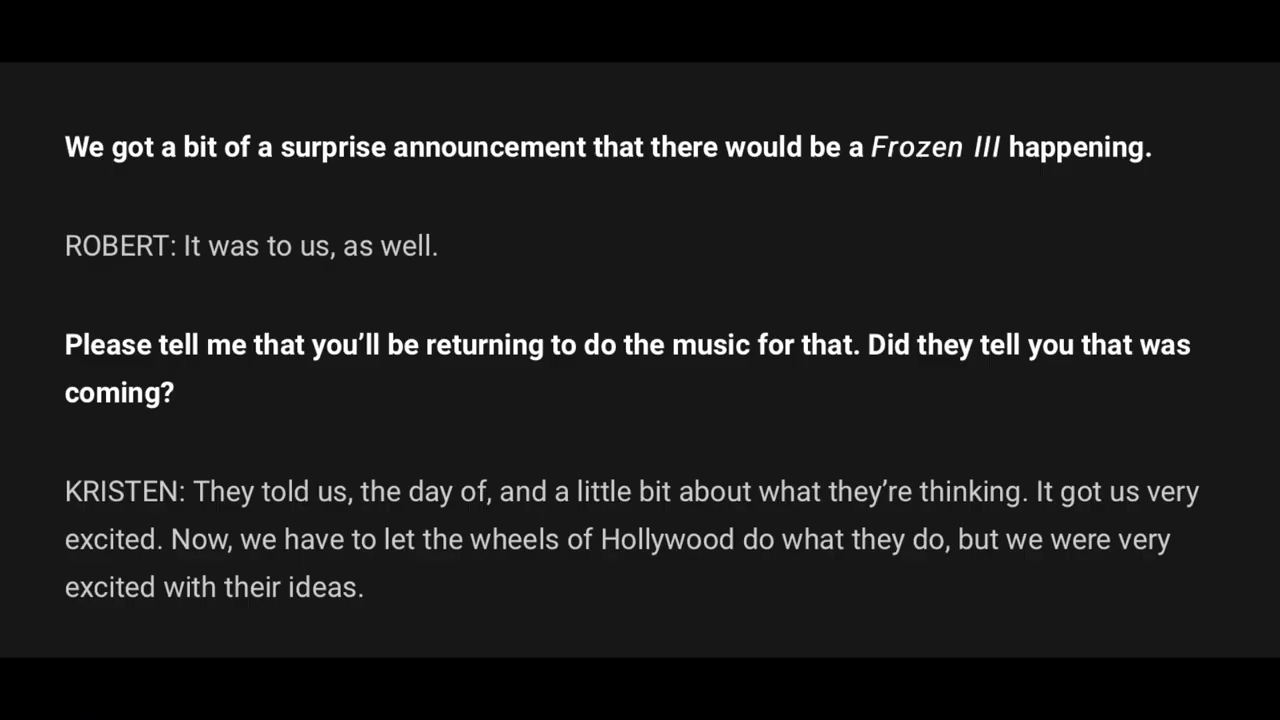 We got a bit of a surprise announcement that there would be a Frozen III happening.
ROBERT: It was to us, as well.
Please tell me that you’ll be returning to do the music for that. Did they tell you that was
coming?
KRISTEN: They told us, the day of, and a little bit about what they’re thinking. It got us very
excited. Now, we have to let the wheels of Hollywood do what they do, but we were very
excited with their ideas.